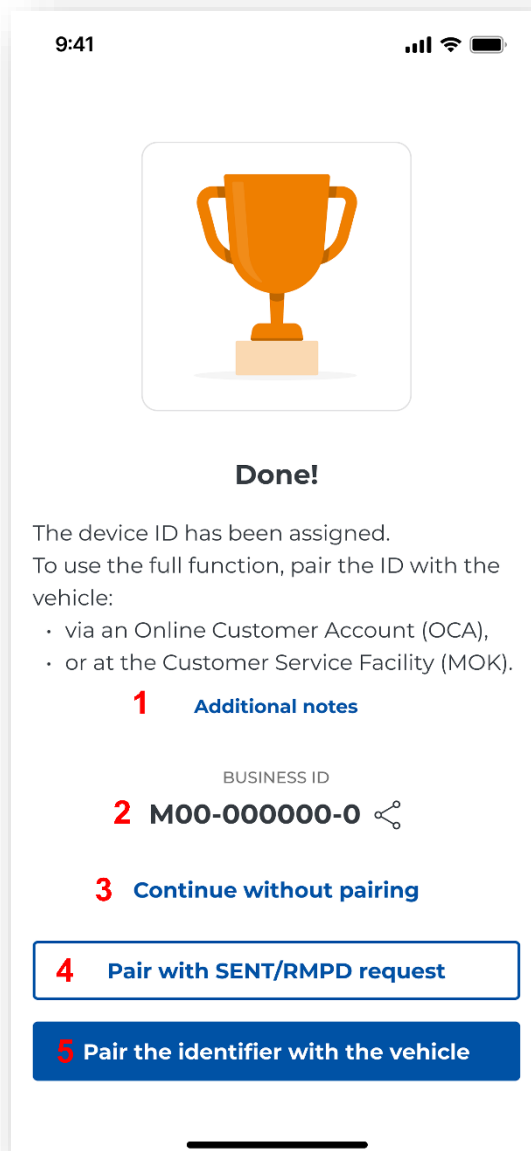 9:41
Done!
The device ID has been assigned.
To use the full function, pair the ID with the
vehicle:
• via an Online Customer Account (OCA),
• or at the Customer Service Facility (MOK).
1 Additional notes
BUSINESS ID
2 M00-000000-0
3 Continue without pairing
4 Pair with SENT/RMPD request
5 Pair the identifier with the vehicle